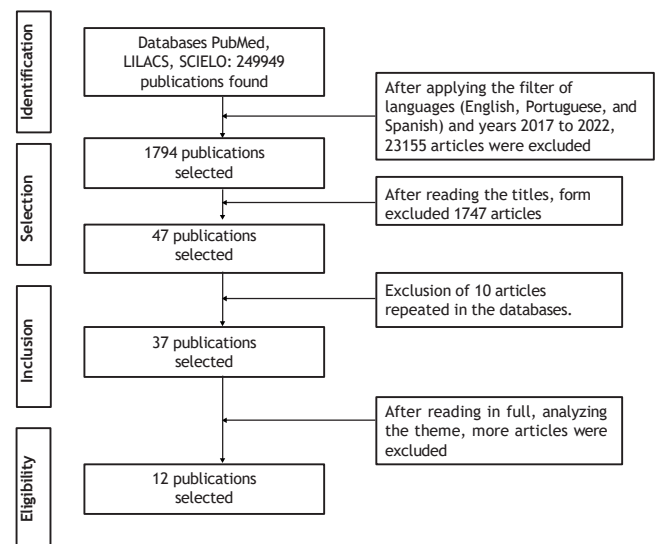 Identification
Databases PubMed,
LILACS, SCIELO: 249949
publications found
After applying the filter of
languages (English, Portuguese, and
Spanish) and years 2017 to 2022,
23155 articles were excluded
Selection
1794 publications
selected
After reading the titles, form
excluded 1747 articles
47 publications
selected
Inclusion
Exclusion of 10 articles
repeated in the databases.
37 publications
selected
After reading in full, analyzing
the theme, more articles were
excluded
Eligibility
12 publications
selected